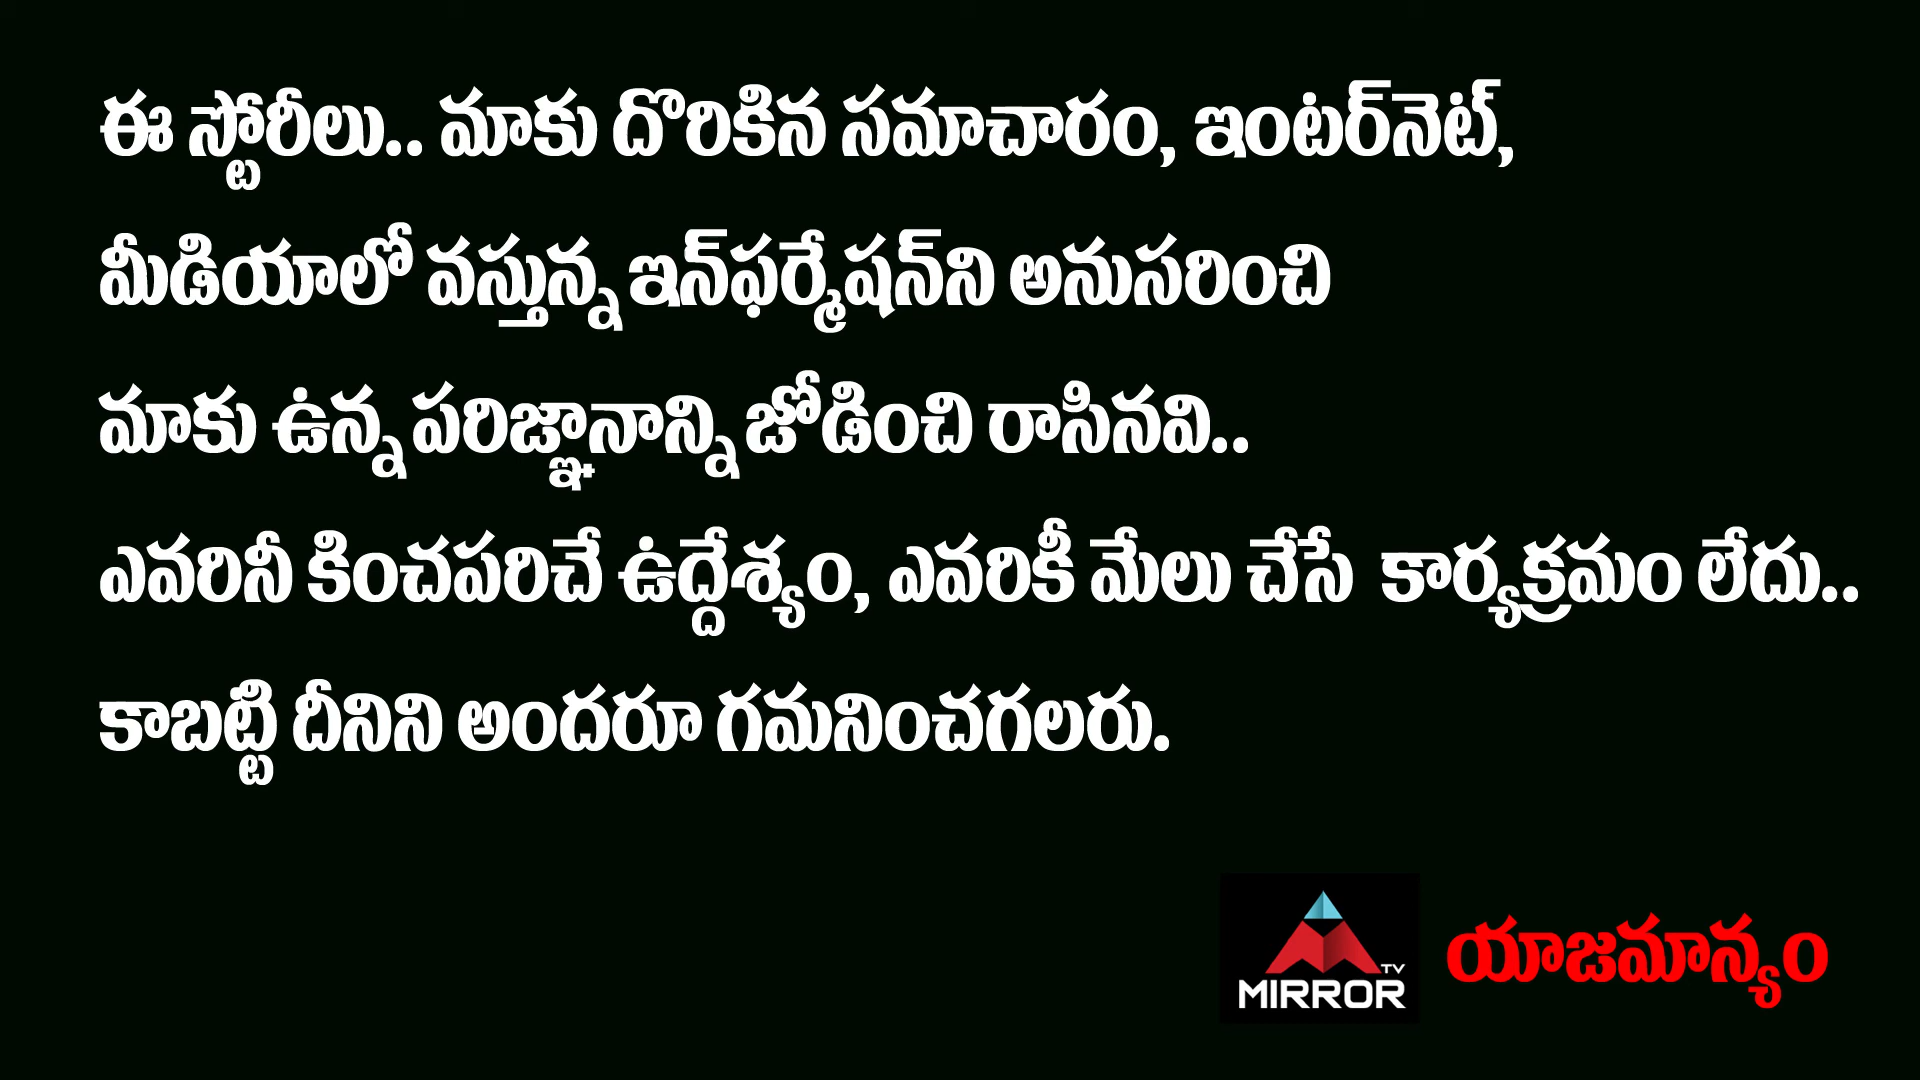 ఈ స్టోరీలు.. మాకు దొరికిన సమాచారం, ఇంటర్‌నెట్,
మీడియాలో వస్తున్న ఇన్‌ఫర్మేషన్‌ని అనుసరించి
మాకు ఉన్న పరిజ్ఞానాన్ని జోడించి రాసినవి..
ఎవరినీ కించపరిచే ఉద్దేశ్యం, ఎవరికీ మేలు చేసే కార్యక్రమం లేదు..
కాబట్టి దీనిని అందరూ గమనించగలరు.
TV
MIRROR
యాజమాన్యం